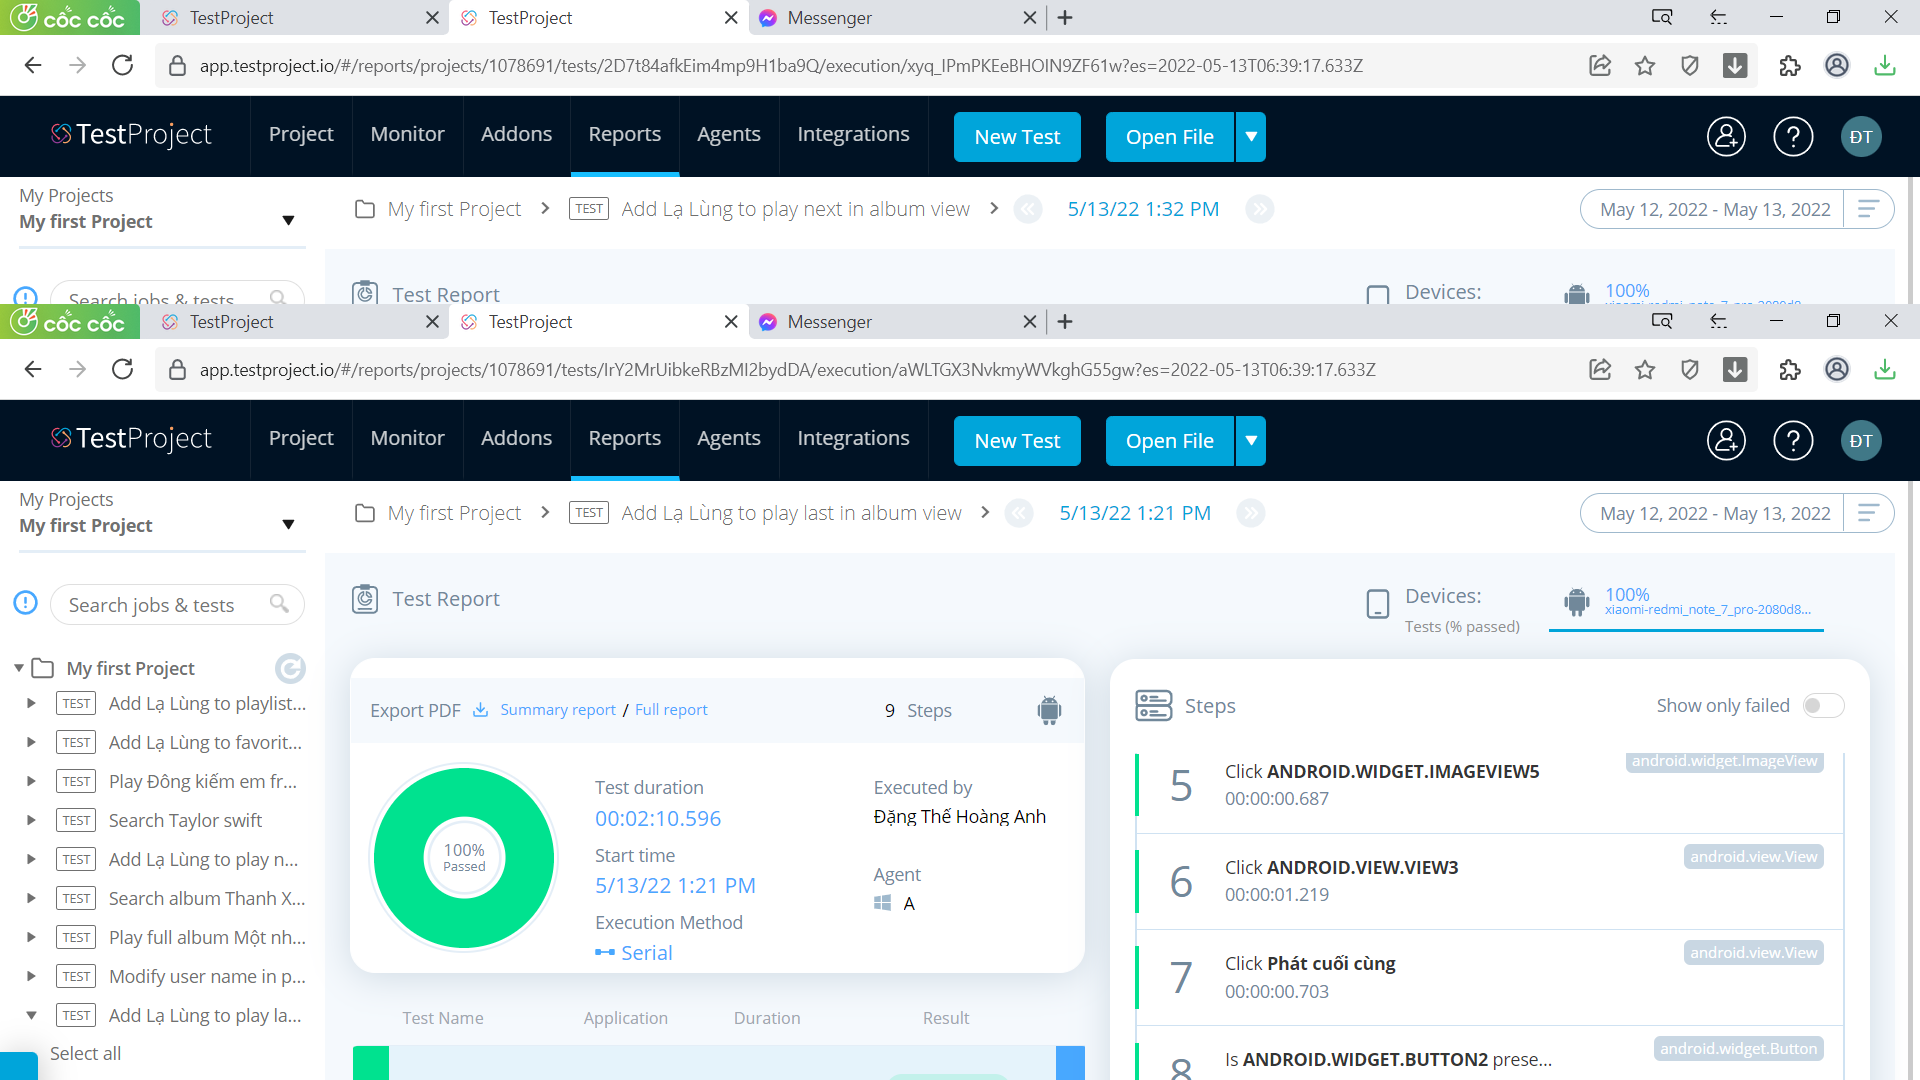 cốc cốc TestProject TestProject Messenger
app.testproject.io/#/reports/projects/1078691/tests/2D7t84afkEim4mp9H1ba9Q/execution/xyq_IPmPKEeBHOIN9ZF61w?es=2022-05-13T06:39:17.633Z
TestProject Project Monitor Addons Reports Agents Integrations New Test Open File ? ĐT
My Projects
My first Project
My first Project TEST Add Lạ Lùng to play next in album view 5/13/22 1:32 PM May 12, 2022 - May 13, 2022
Search jobs & tests
Test Report Devices: 100%
cốc cốc TestProject TestProject Messenger
app.testproject.io/#/reports/projects/1078691/tests/IrY2MrUibkeRBzMI2bydDA/execution/aWLTGX3NvkmyWVkghG55gw?es=2022-05-13T06:39:17.633Z
TestProject Project Monitor Addons Reports Agents Integrations New Test Open File ? ĐT
My Projects
My first Project
My first Project TEST Add Lạ Lùng to play last in album view 5/13/22 1:21 PM May 12, 2022 - May 13, 2022
Search jobs & tests
My first Project
TEST Add Lạ Lùng to playlist...
TEST Add Lạ Lùng to favorit...
TEST Play Đông kiếm em fr...
TEST Search Taylor swift
TEST Add Lạ Lùng to play n...
TEST Search album Thanh X...
TEST Play full album Một nh...
TEST Modify user name in p...
TEST Add Lạ Lùng to play la...
Select all
Test Report
Devices:
Tests (% passed)
100%
xiaomi-redmi_note_7_pro-2080d8...
Export PDF Summary report / Full report 9 Steps
100%
Passed
Test duration
00:02:10.596
Start time
5/13/22 1:21 PM
Execution Method
Serial
Executed by
Đặng Thế Hoàng Anh
Agent
A
Test Name Application Duration Result
Steps Show only failed
android.widget.ImageView
5 Click ANDROID.WIDGET.IMAGEVIEW5
00:00:00.687
android.view.View
6 Click ANDROID.VIEW.VIEW3
00:00:01.219
android.view.View
7 Click Phát cuối cùng
00:00:00.703
android.widget.Button
8 Is ANDROID.WIDGET.BUTTON2 prese...